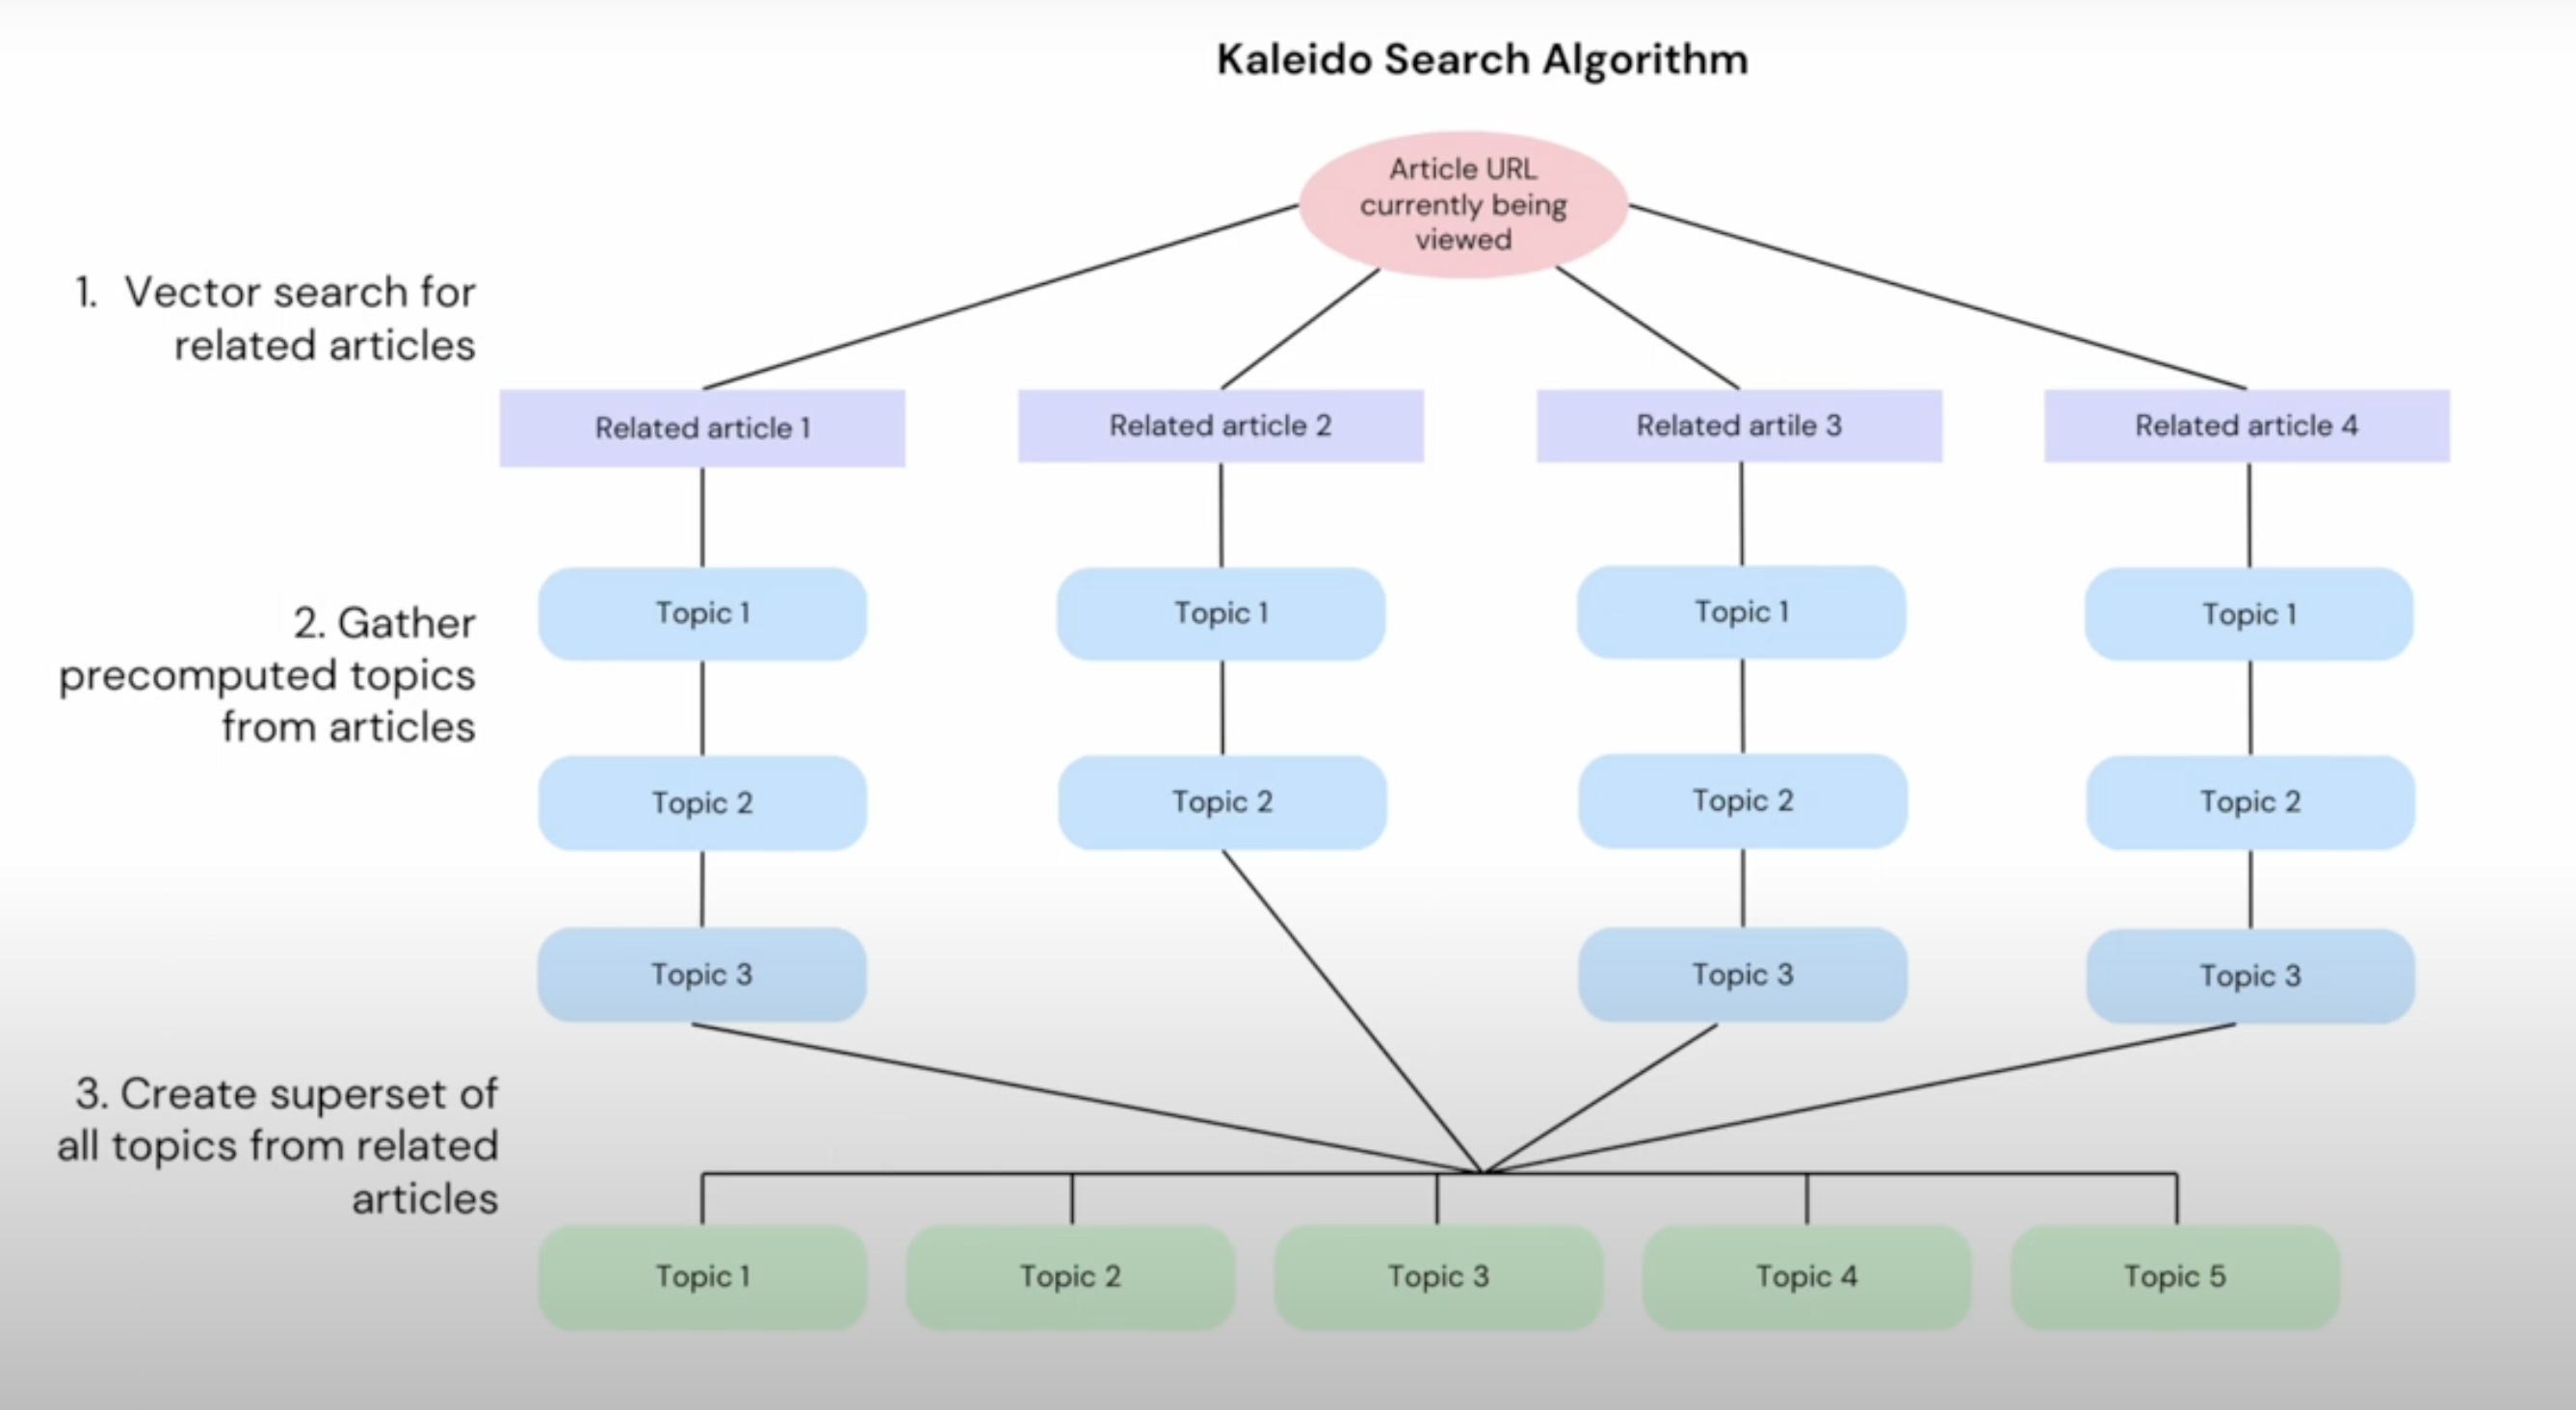 Kaleido Search Algorithm
Article URL
currently being
viewed
1. Vector search for
related articles
Related article 1
Related article 2
Related artile 3
Related article 4
2. Gather
precomputed topics
from articles
Topic 1
Topic 1
Topic 1
Topic 1
Topic 2
Topic 2
Topic 2
Topic 2
Topic 3
Topic 3
Topic 3
3. Create superset of
all topics from related
articles
Topic 1
Topic 2
Topic 3
Topic 4
Topic 5